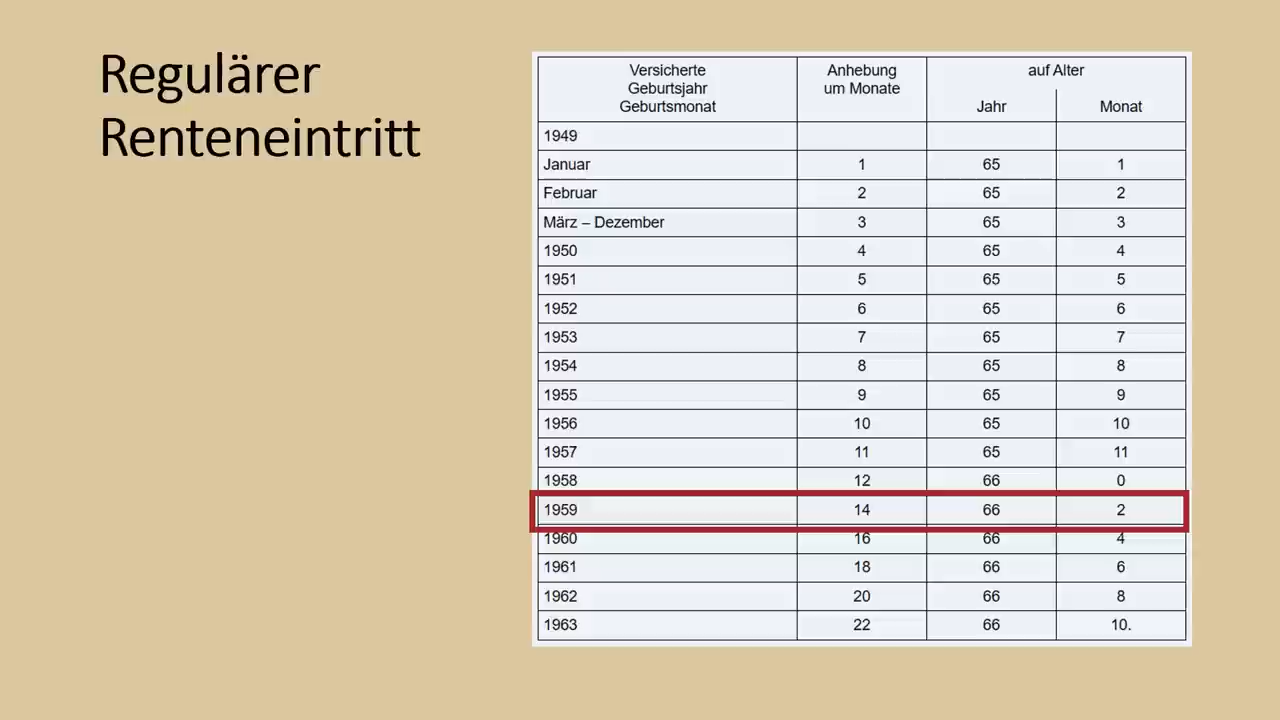 Regulärer
Renteneintritt
Versicherte
Geburtsjahr
Geburtsmonat
Anhebung
um Monate
auf Alter
Jahr Monat
1949
Januar 1 65 1
Februar 2 65 2
März – Dezember 3 65 3
1950 4 65 4
1951 5 65 5
1952 6 65 6
1953 7 65 7
1954 8 65 8
1955 9 65 9
1956 10 65 10
1957 11 65 11
1958 12 66 0
1959 14 66 2
1960 16 66 4
1961 18 66 6
1962 20 66 8
1963 22 66 10.